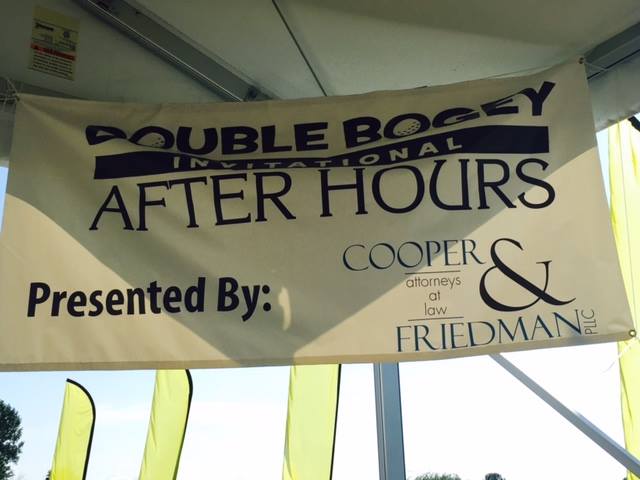 DOUBLE BOGEY
INVITATIONAL
AFTER HOURS
Presented By:
COOPER &
attorneys
at
law
FRIEDMAN PLLC